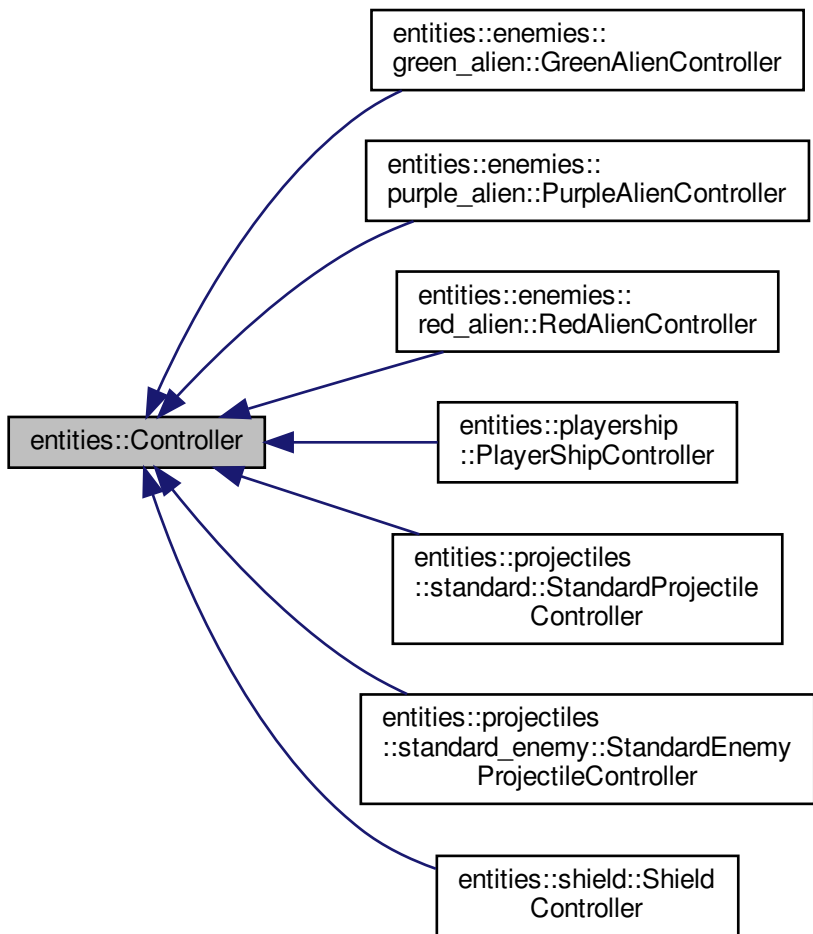 entities::enemies::
green_alien::GreenAlienController
entities::enemies::
purple_alien::PurpleAlienController
entities::enemies::
red_alien::RedAlienController
entities::Controller
entities::playership
::PlayerShipController
entities::projectiles
::standard::StandardProjectile
Controller
entities::projectiles
::standard_enemy::StandardEnemy
ProjectileController
entities::shield::Shield
Controller